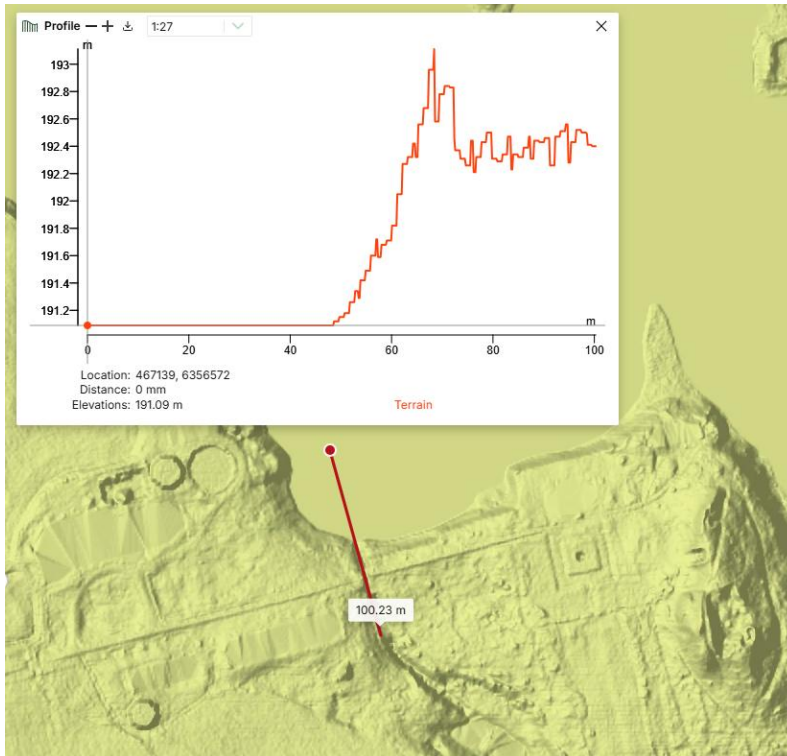 Profile 1:27
m
193
192.8
192.6
192.4
192.2
192
191.8
191.6
191.4
191.2
m
0 20 40 60 80 100
Location: 467139, 6356572
Distance: 0 mm
Elevations: 191.09 m
Terrain
100.23 m